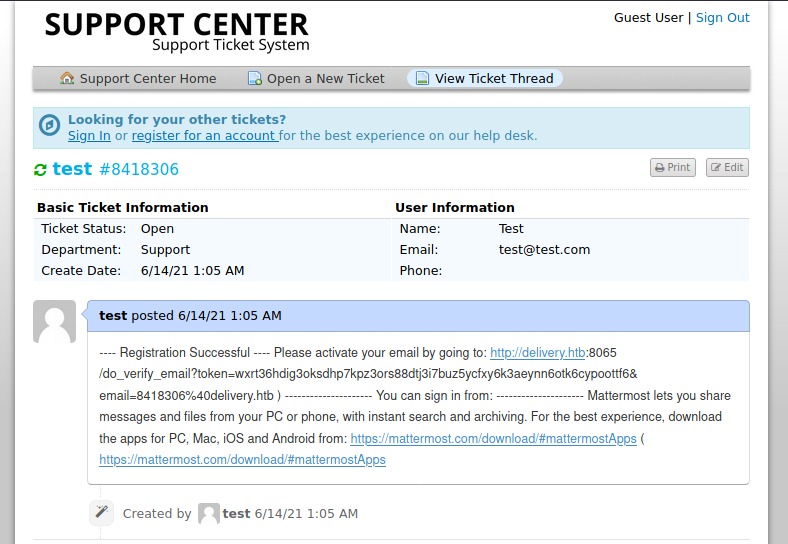 SUPPORT CENTER
Support Ticket System
Guest User | Sign Out
Support Center Home Open a New Ticket View Ticket Thread
Looking for your other tickets?
Sign In or register for an account for the best experience on our help desk.
test #8418306 Print Edit
Basic Ticket Information User Information
Ticket Status: Open Name: Test
Department: Support Email: test@test.com
Create Date: 6/14/21 1:05 AM Phone:
test posted 6/14/21 1:05 AM
---- Registration Successful ---- Please activate your email by going to: http://delivery.htb:8065
/do_verify_email?token=wxrt36hdig3oksdhp7kpz3ors88dtj3i7buz5ycfxy6k3aeynn6otk6cypoottf6&
email=8418306%40delivery.htb ) --------------------- You can sign in from: --------------------- Mattermost lets you share
messages and files from your PC or phone, with instant search and archiving. For the best experience, download
the apps for PC, Mac, iOS and Android from: https://mattermost.com/download/#mattermostApps (
https://mattermost.com/download/#mattermostApps
Created by test 6/14/21 1:05 AM